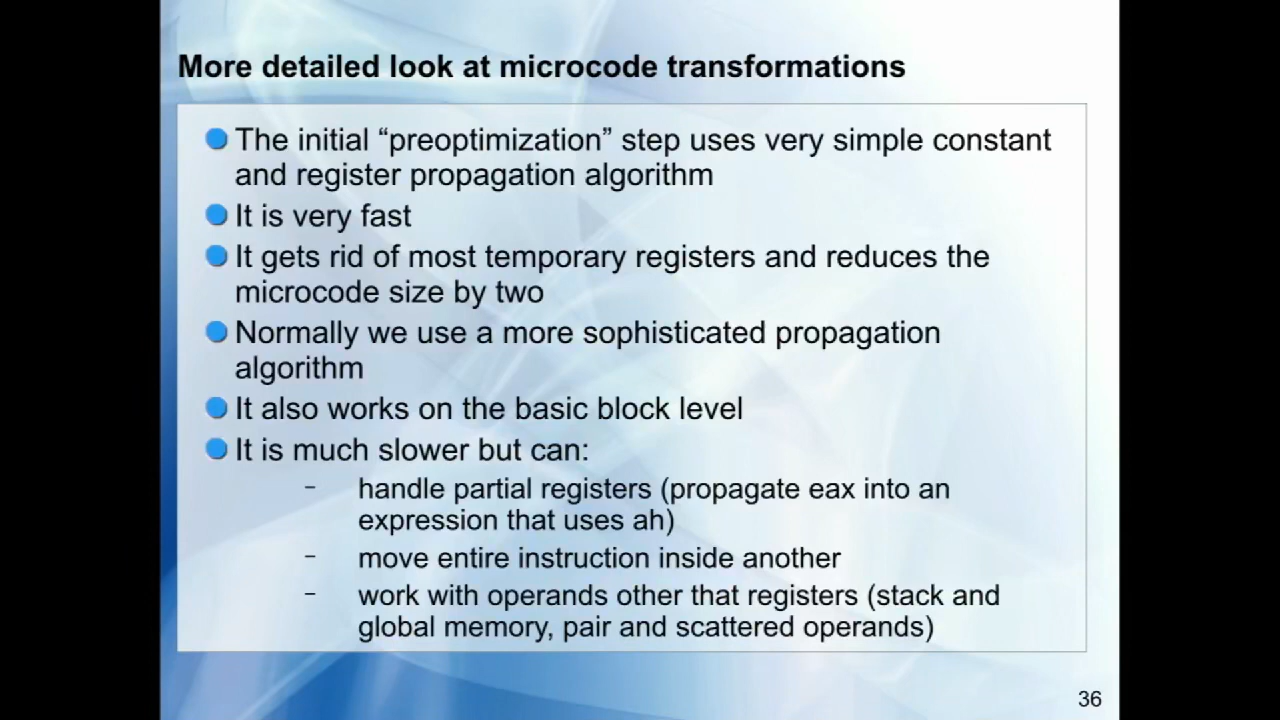 More detailed look at microcode transformations
The initial “preoptimization” step uses very simple constant
and register propagation algorithm
It is very fast
It gets rid of most temporary registers and reduces the
microcode size by two
Normally we use a more sophisticated propagation
algorithm
It also works on the basic block level
It is much slower but can:
– handle partial registers (propagate eax into an
expression that uses ah)
– move entire instruction inside another
– work with operands other that registers (stack and
global memory, pair and scattered operands)
36